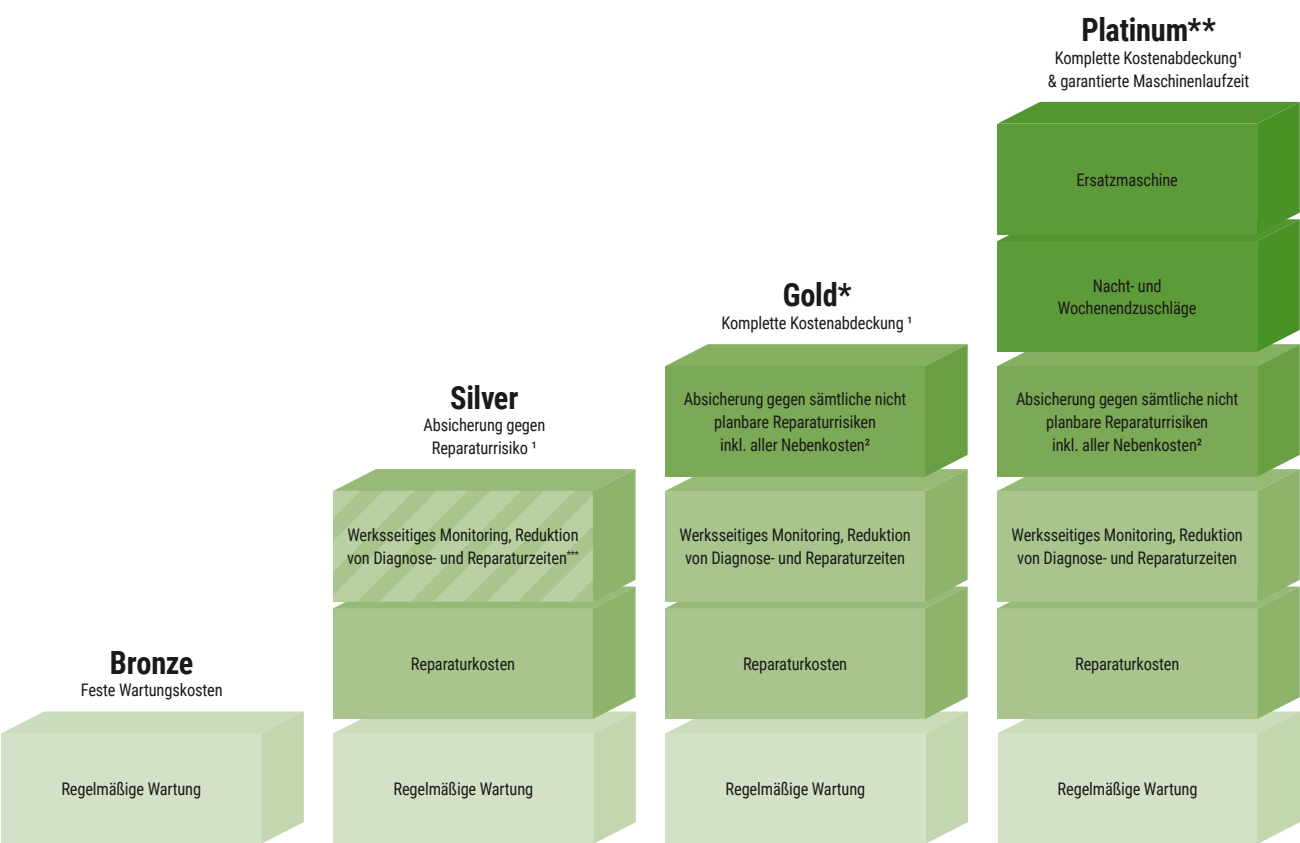 Platinum**
Komplette Kostenabdeckung¹
& garantierte Maschinenlaufzeit
Ersatzmaschine
Nacht- und
Wochenendzuschläge
Absicherung gegen sämtliche nicht
planbare Reparaturrisiken
inkl. aller Nebenkosten²
Werksseitiges Monitoring, Reduktion
von Diagnose- und Reparaturzeiten
Reparaturkosten
Regelmäßige Wartung
Gold*
Komplette Kostenabdeckung ¹
Absicherung gegen sämtliche nicht
planbare Reparaturrisiken
inkl. aller Nebenkosten²
Werksseitiges Monitoring, Reduktion
von Diagnose- und Reparaturzeiten
Reparaturkosten
Regelmäßige Wartung
Silver
Absicherung gegen
Reparaturrisiko ¹
Werksseitiges Monitoring, Reduktion
von Diagnose- und Reparaturzeiten***
Reparaturkosten
Regelmäßige Wartung
Bronze
Feste Wartungskosten
Regelmäßige Wartung